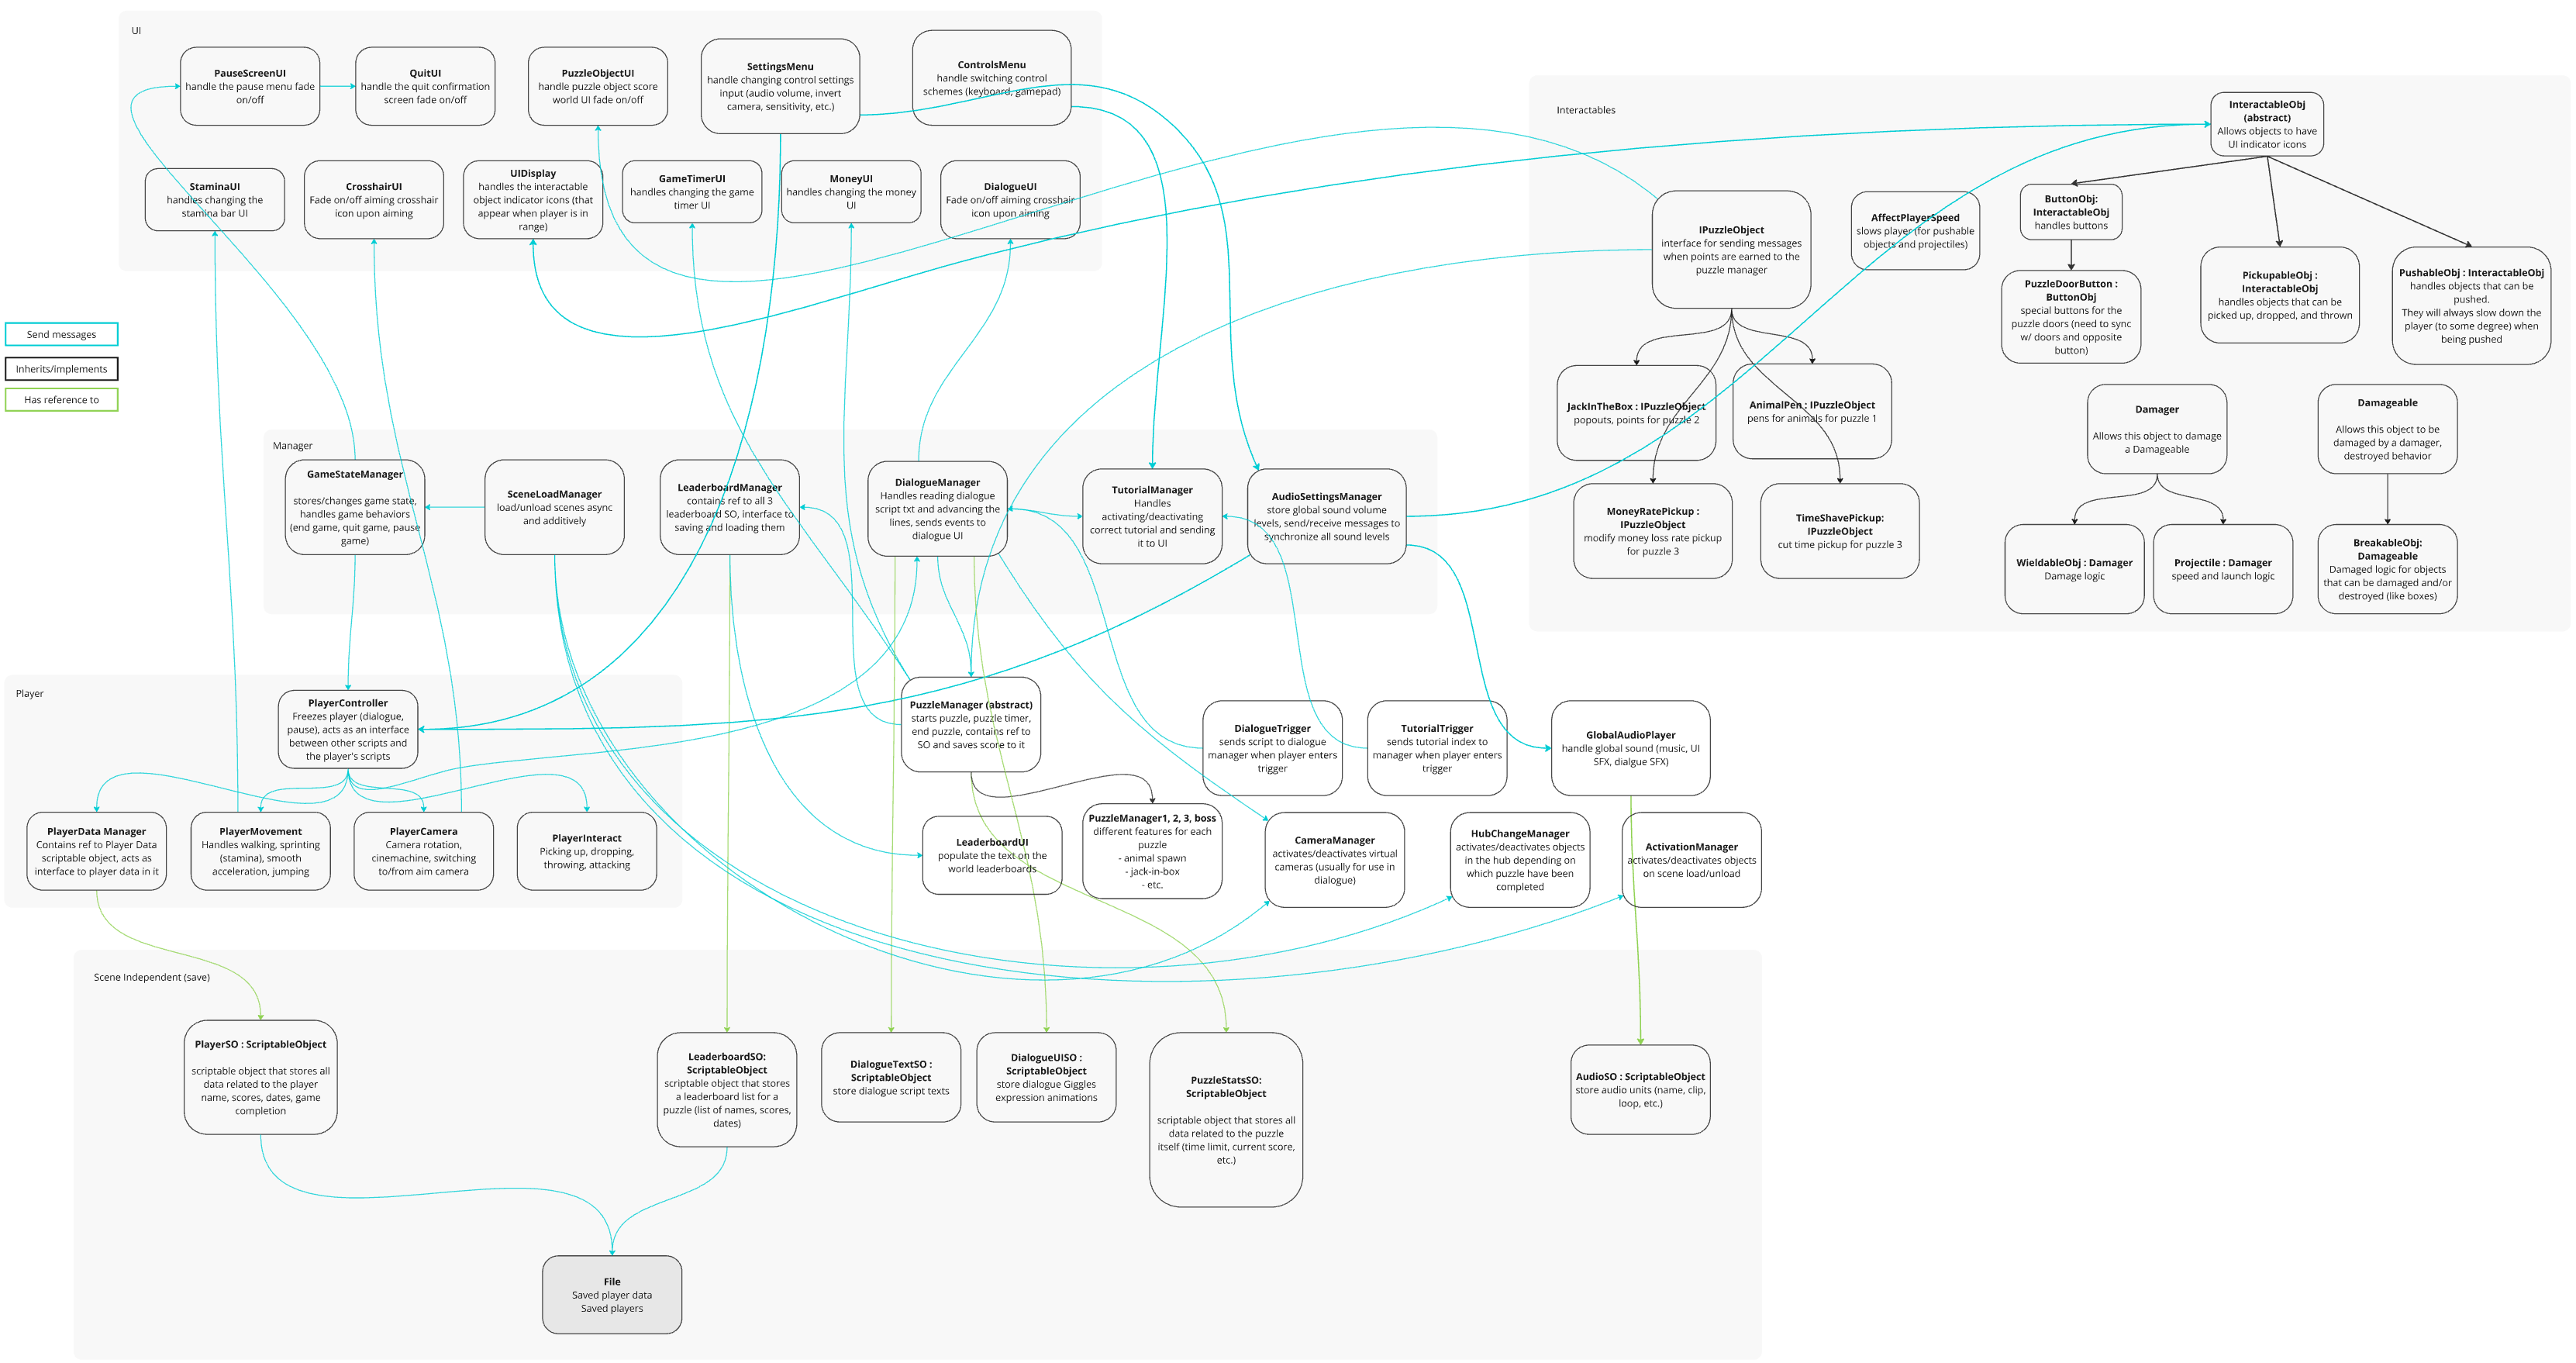 UI
PauseScreenUI
handle the pause menu fade
on/off
QuitUI
handle the quit confirmation
screen fade on/off
PuzzleObjectUI
handle puzzle object score
world UI fade on/off
SettingsMenu
handle changing control settings
input (audio volume, invert
camera, sensitivity, etc.)
ControlsMenu
handle switching control
schemes (keyboard, gamepad)
StaminaUI
handles changing the
stamina bar UI
CrosshairUI
Fade on/off aiming crosshair
icon upon aiming
UIDisplay
handles the interactable
object indicator icons (that
appear when player is in
range)
GameTimerUI
handles changing the game
timer UI
MoneyUI
handles changing the money
UI
DialogueUI
Fade on/off aiming crosshair
icon upon aiming
Interactables
InteractableObj
(abstract)
Allows objects to have
UI indicator icons
IPuzzleObject
interface for sending messages
when points are earned to the
puzzle manager
AffectPlayerSpeed
slows player (for pushable
objects and projectiles)
ButtonObj:
InteractableObj
handles buttons
PuzzleDoorButton :
ButtonObj
special buttons for the
puzzle doors (need to sync
w/ doors and opposite
button)
PickupableObj :
InteractableObj
handles objects that can be
picked up, dropped, and thrown
PushableObj : InteractableObj
handles objects that can be
pushed.
They will always slow down the
player (to some degree) when
being pushed
JackInTheBox : IPuzzleObject
popouts, points for puzzle 2
AnimalPen : IPuzzleObject
pens for animals for puzzle 1
MoneyRatePickup :
IPuzzleObject
modify money loss rate pickup
for puzzle 3
TimeShavePickup:
IPuzzleObject
cut time pickup for puzzle 3
Damager
Allows this object to damage
a Damageable
Damageable
Allows this object to be
damaged by a damager,
destroyed behavior
WieldableObj : Damager
Damage logic
Projectile : Damager
speed and launch logic
BreakableObj:
Damageable
Damaged logic for objects
that can be damaged and/or
destroyed (like boxes)
Send messages
Inherits/implements
Has reference to
Manager
GameStateManager
stores/changes game state,
handles game behaviors
(end game, quit game, pause
game)
SceneLoadManager
load/unload scenes async
and additively
LeaderboardManager
contains ref to all 3
leaderboard SO, interface to
saving and loading them
DialogueManager
Handles reading dialogue
script txt and advancing the
lines, sends events to
dialogue UI
TutorialManager
Handles
activating/deactivating
correct tutorial and sending
it to UI
AudioSettingsManager
store global sound volume
levels, send/receive messages to
synchronize all sound levels
Player
PlayerController
Freezes player (dialogue,
pause), acts as an interface
between other scripts and
the player's scripts
PlayerData Manager
Contains ref to Player Data
scriptable object, acts as
interface to player data in it
PlayerMovement
Handles walking, sprinting
(stamina), smooth
acceleration, jumping
PlayerCamera
Camera rotation,
cinemachine, switching
to/from aim camera
PlayerInteract
Picking up, dropping,
throwing, attacking
PuzzleManager (abstract)
starts puzzle, puzzle timer,
end puzzle, contains ref to
SO and saves score to it
DialogueTrigger
sends script to dialogue
manager when player enters
trigger
TutorialTrigger
sends tutorial index to
manager when player enters
trigger
GlobalAudioPlayer
handle global sound (music, UI
SFX, dialgue SFX)
LeaderboardUI
populate the text on the
world leaderboards
PuzzleManager1, 2, 3, boss
different features for each
puzzle
- animal spawn
- jack-in-box
- etc.
CameraManager
activates/deactivates virtual
cameras (usually for use in
dialogue)
HubChangeManager
activates/deactivates objects
in the hub depending on
which puzzle have been
completed
ActivationManager
activates/deactivates objects
on scene load/unload
Scene Independent (save)
PlayerSO : ScriptableObject
scriptable object that stores all
data related to the player
name, scores, dates, game
completion
LeaderboardSO:
ScriptableObject
scriptable object that stores
a leaderboard list for a
puzzle (list of names, scores,
dates)
DialogueTextSO :
ScriptableObject
store dialogue script texts
DialogueUISO :
ScriptableObject
store dialogue Giggles
expression animations
PuzzleStatsSO:
ScriptableObject
scriptable object that stores all
data related to the puzzle
itself (time limit, current score,
etc.)
AudioSO : ScriptableObject
store audio units (name, clip,
loop, etc.)
File
Saved player data
Saved players